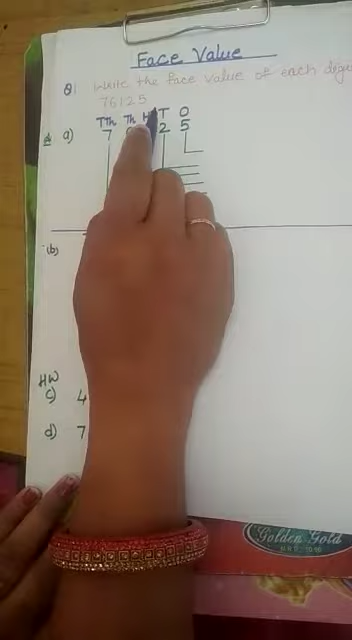 Face Value
Q1 Write the face value of each
76125
a) TTh Th H T O
7 2 5
(b)
HW
c) 4
d) 7
Golden Gold